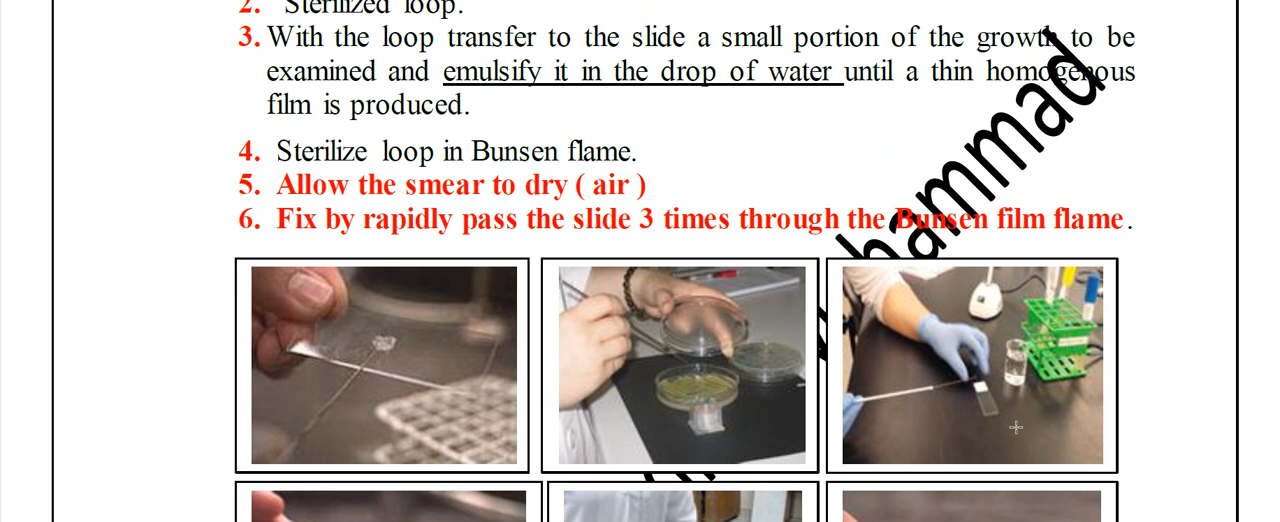 2. Sterilized loop.
3. With the loop transfer to the slide a small portion of the growth to be
examined and emulsify it in the drop of water until a thin homogenous
film is produced.
4. Sterilize loop in Bunsen flame.
5. Allow the smear to dry ( air )
6. Fix by rapidly pass the slide 3 times through the Bunsen film flame.
hammad